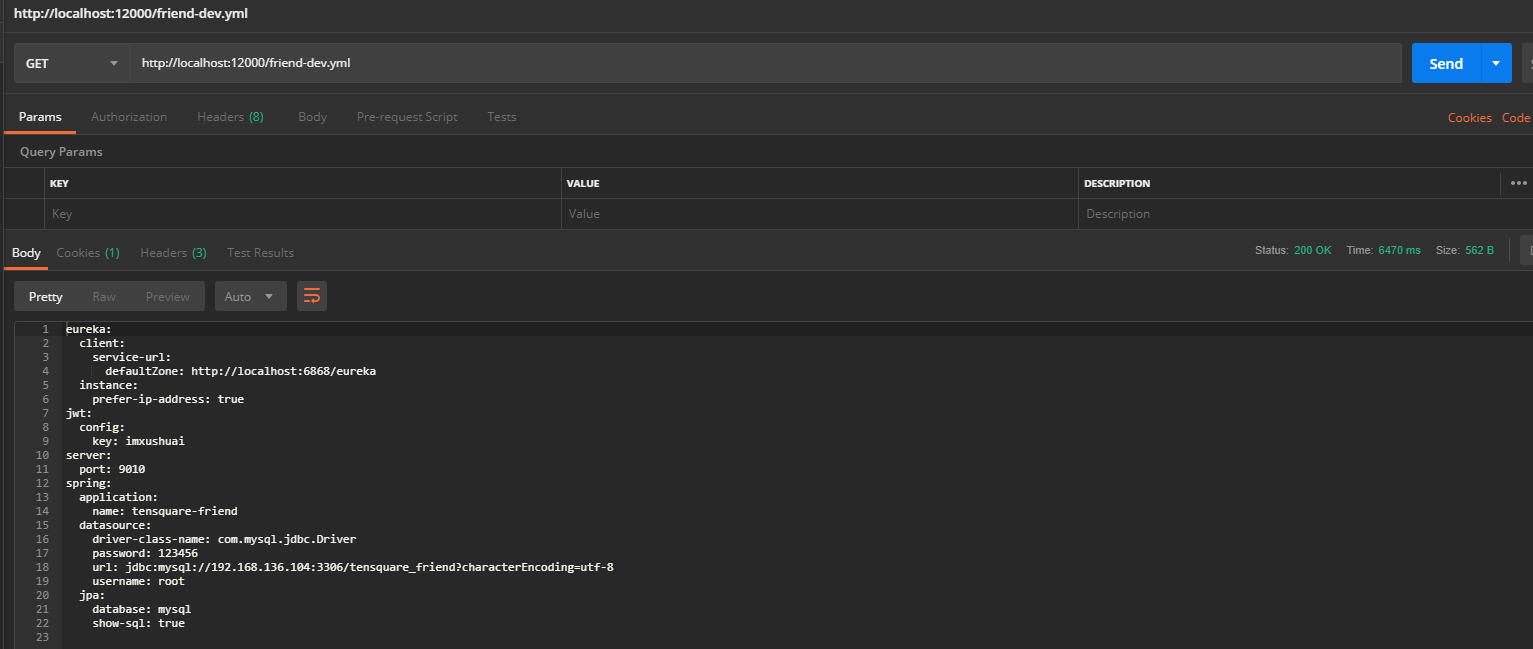 http://localhost:12000/friend-dev.yml
GET http://localhost:12000/friend-dev.yml Send
Params Authorization Headers (8) Body Pre-request Script Tests Cookies Code
Query Params
KEY VALUE DESCRIPTION
Key Value Description
Body Cookies (1) Headers (3) Test Results Status: 200 OK Time: 6470 ms Size: 562 B
Pretty Raw Preview Auto
1 eureka:
2 client:
3 service-url:
4 defaultZone: http://localhost:6868/eureka
5 instance:
6 prefer-ip-address: true
7 jwt:
8 config:
9 key: imxushuai
10 server:
11 port: 9010
12 spring:
13 application:
14 name: tensquare-friend
15 datasource:
16 driver-class-name: com.mysql.jdbc.Driver
17 password: 123456
18 url: jdbc:mysql://192.168.136.104:3306/tensquare_friend?characterEncoding=utf-8
19 username: root
20 jpa:
21 database: mysql
22 show-sql: true
23